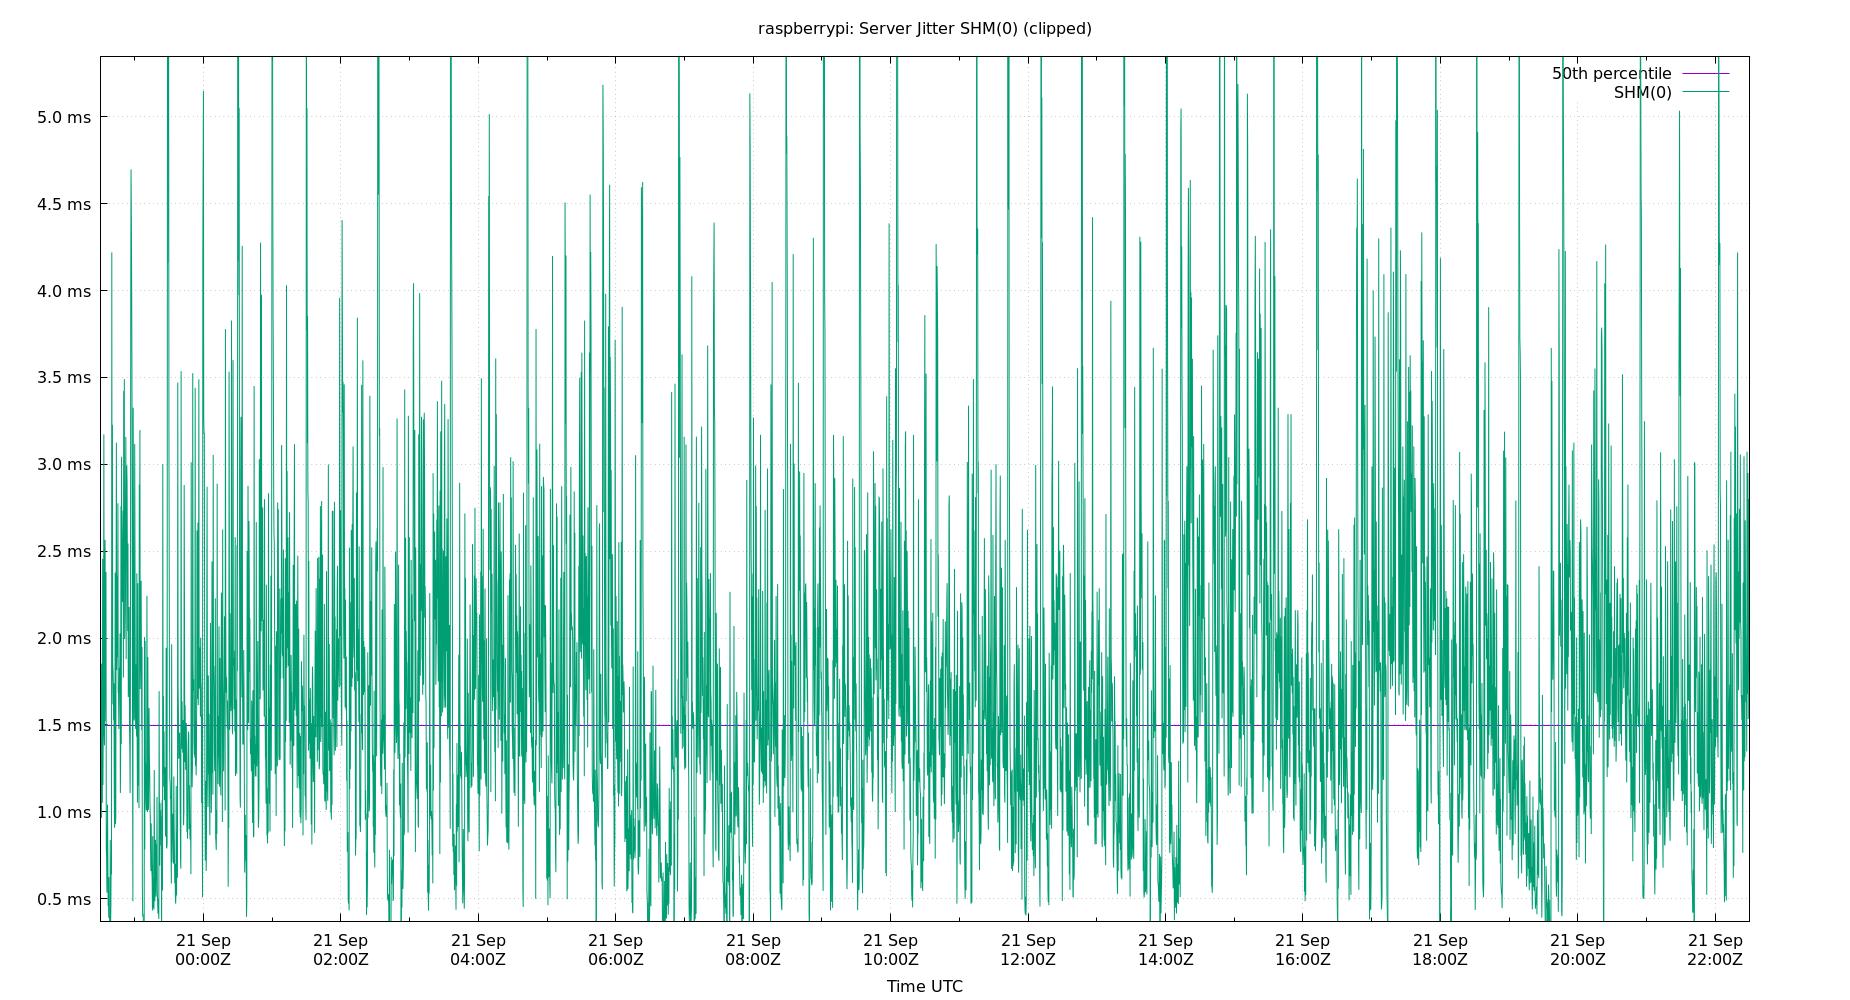 raspberrypi: Server Jitter SHM(0) (clipped)
50th percentile
SHM(0)
5.0 ms
4.5 ms
4.0 ms
3.5 ms
3.0 ms
2.5 ms
2.0 ms
1.5 ms
1.0 ms
0.5 ms
21 Sep 21 Sep 21 Sep 21 Sep 21 Sep 21 Sep 21 Sep 21 Sep 21 Sep 21 Sep 21 Sep 21 Sep
00:00Z 02:00Z 04:00Z 06:00Z 08:00Z 10:00Z 12:00Z 14:00Z 16:00Z 18:00Z 20:00Z 22:00Z
Time UTC